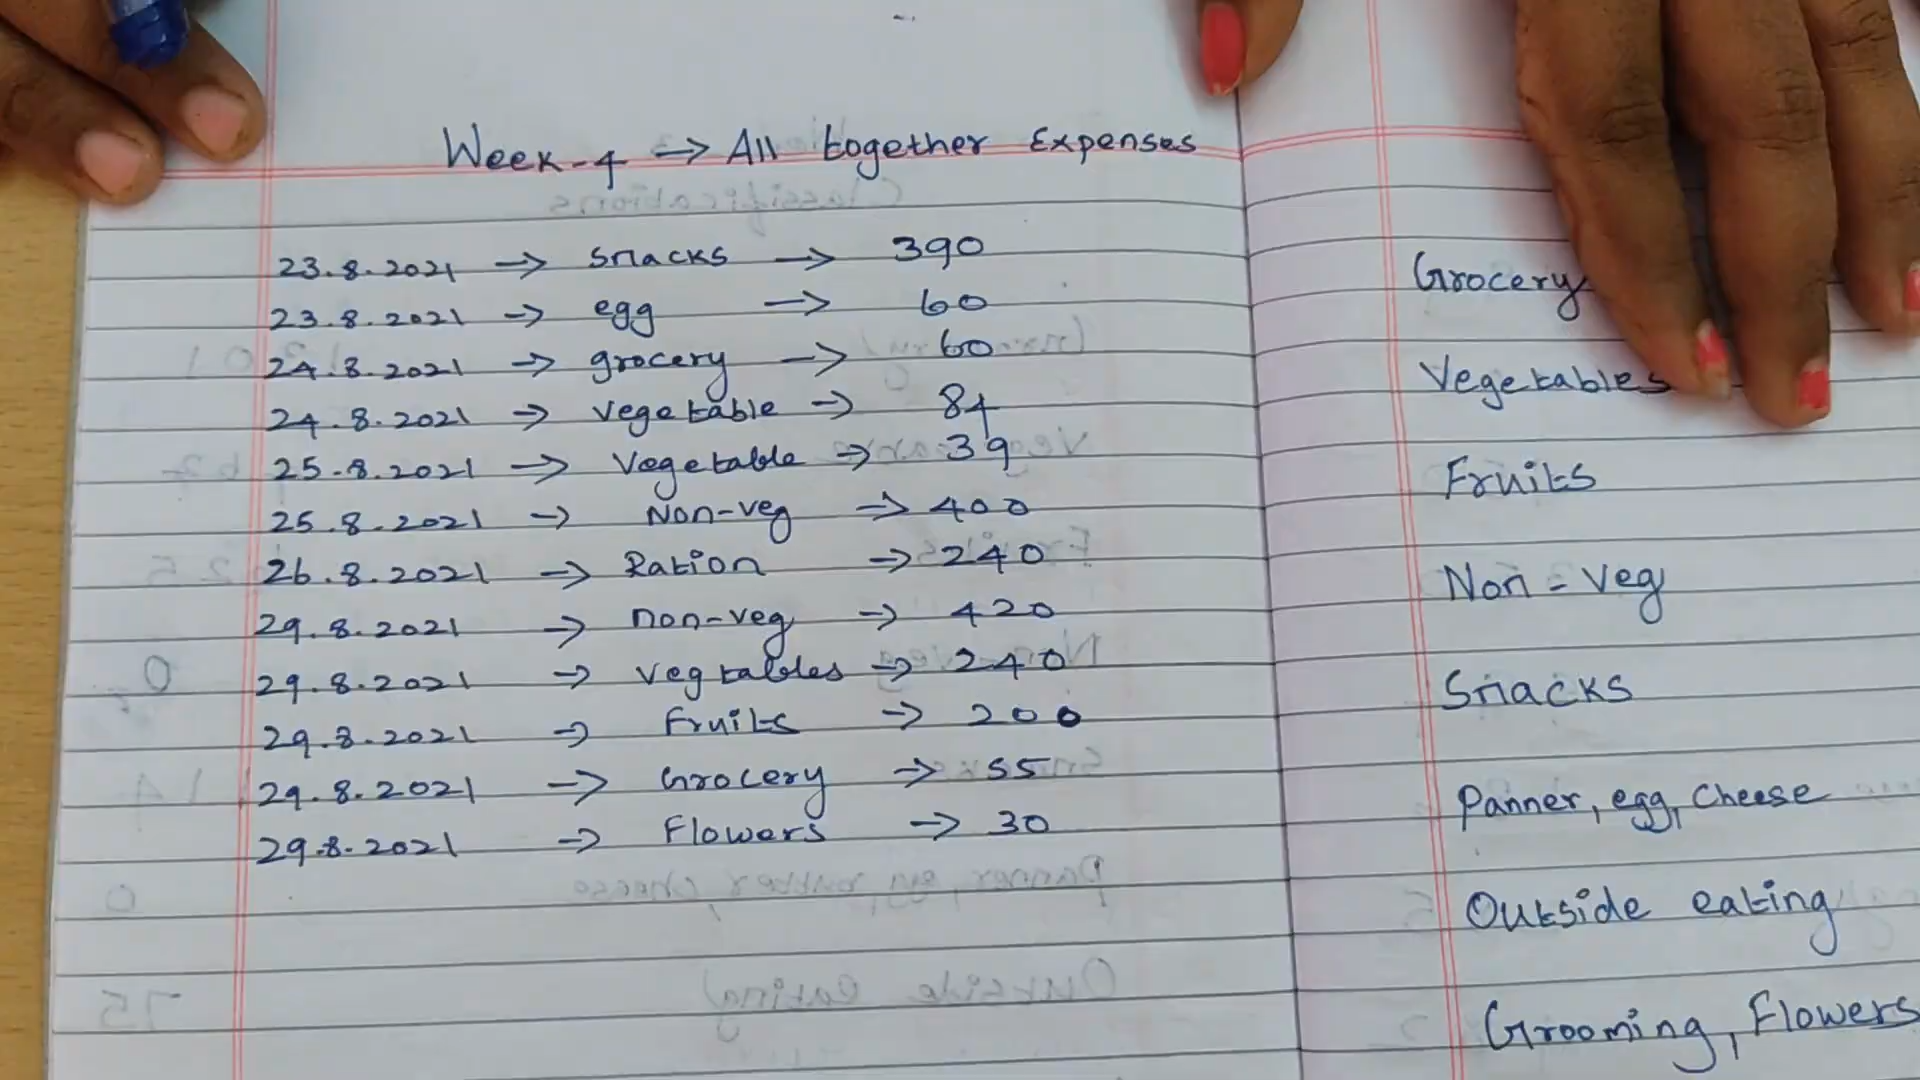 Week-4 → All together Expenses
23.8.2021 → Snacks → 390
23.8.2021 → egg → 60
24.8.2021 → grocery → 60
24.8.2021 → vegetable → 84
25.8.2021 → Vegetable → 39
25.8.2021 → Non-veg → 400
26.8.2021 → Ration → 240
29.8.2021 → non-veg → 420
29.8.2021 → vegtables → 240
29.8.2021 → Fruits → 200
29.8.2021 → Grocery → 55
29.8.2021 → Flowers → 30
Grocery
Vegetables
Fruits
Non-veg
Snacks
Panner, egg, cheese
Outside eating
Grooming, Flowers